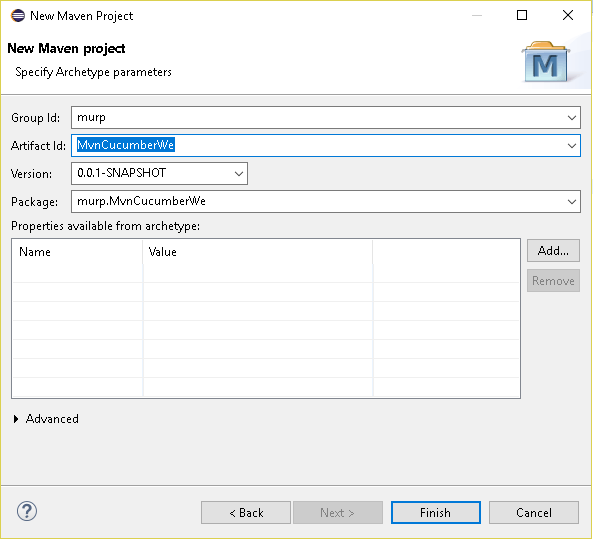 New Maven Project
New Maven project
Specify Archetype parameters
M
Group Id: murp
Artifact Id: MvnCucumberWe
Version: 0.0.1-SNAPSHOT
Package: murp.MvnCucumberWe
Properties available from archetype:
Name Value
Add...
Remove
Advanced
? < Back Next > Finish Cancel